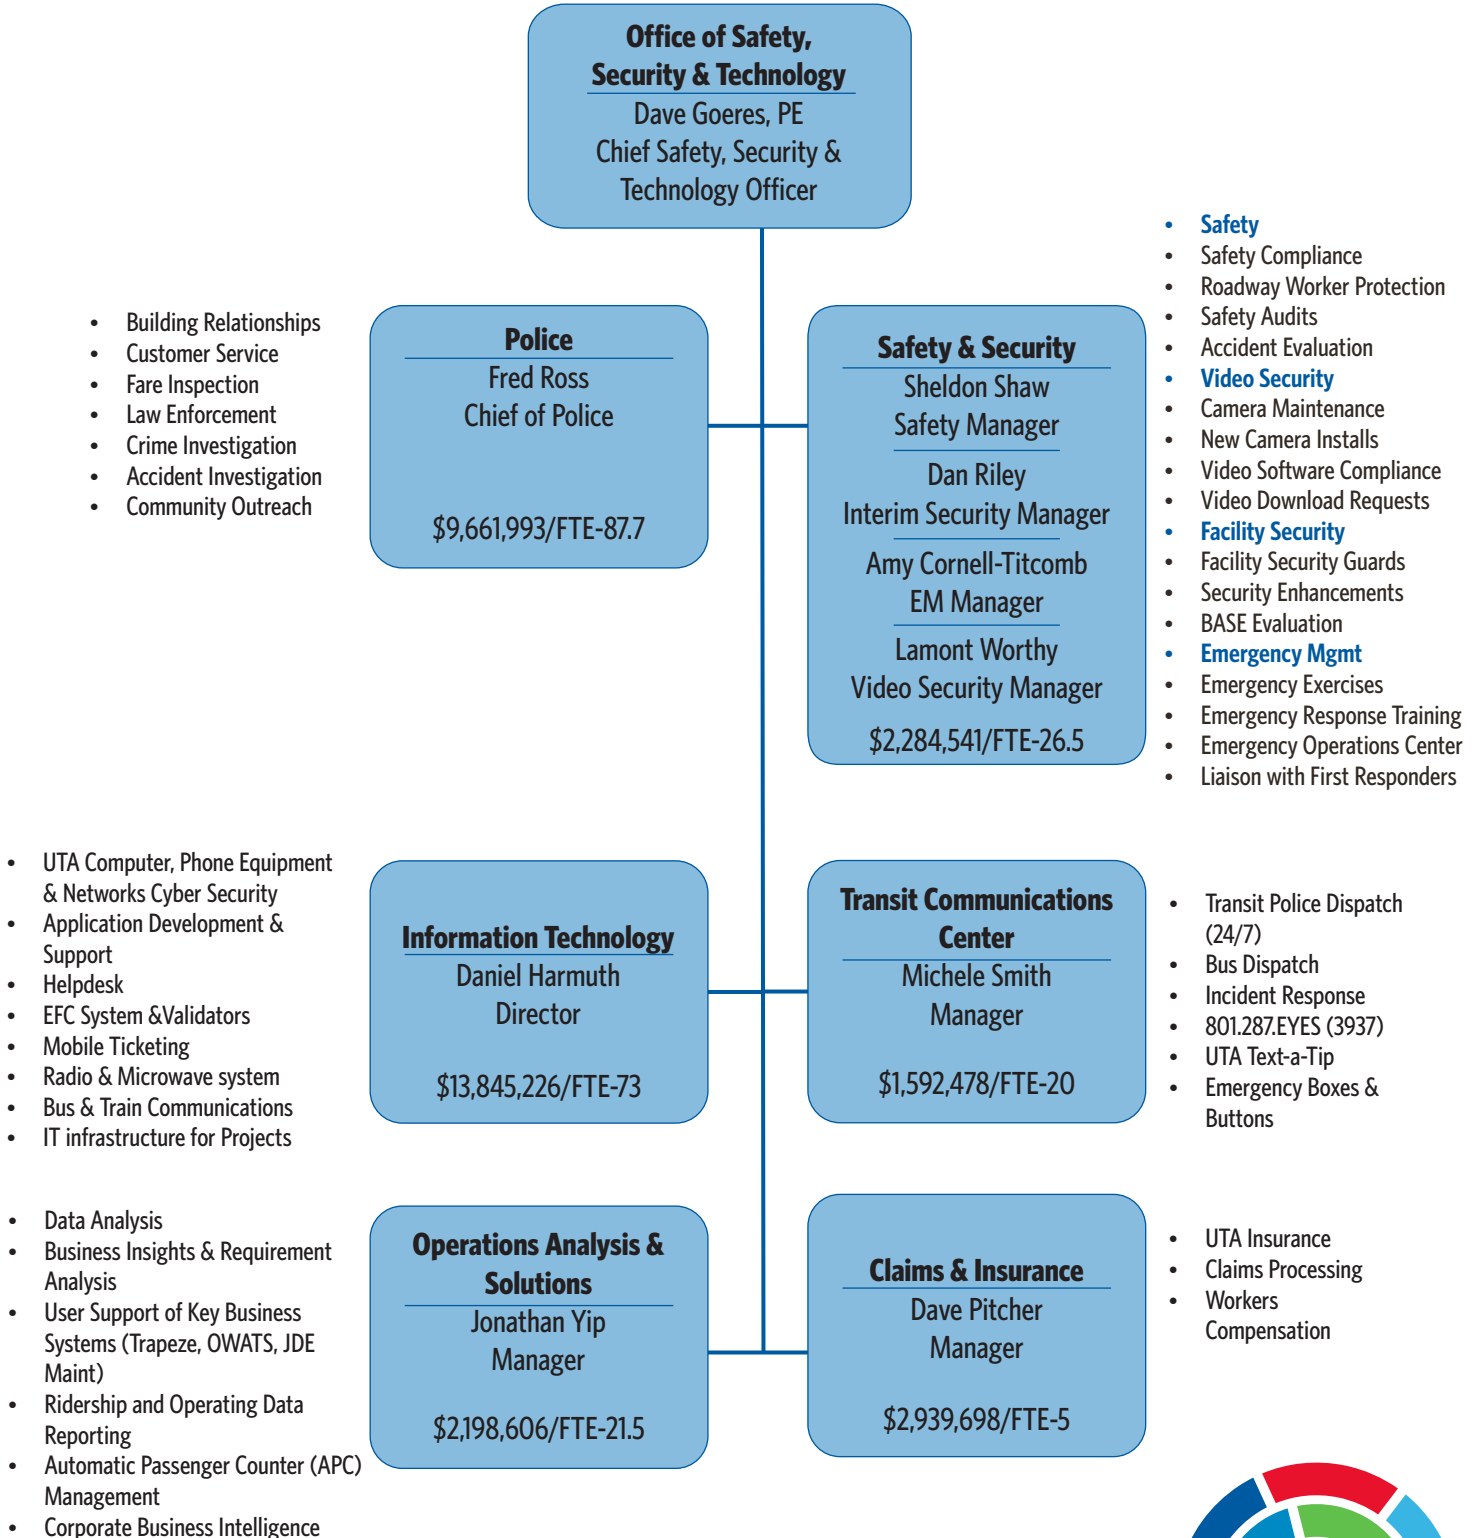 Office of Safety,
Security & Technology
Dave Goeres, PE
Chief Safety, Security &
Technology Officer
• Building Relationships
• Customer Service
• Fare Inspection
• Law Enforcement
• Crime Investigation
• Accident Investigation
• Community Outreach
Police
Fred Ross
Chief of Police
$9,661,993/FTE-87.7
Safety & Security
Sheldon Shaw
Safety Manager
Dan Riley
Interim Security Manager
Amy Cornell-Titcomb
EM Manager
Lamont Worthy
Video Security Manager
$2,284,541/FTE-26.5
• Safety
• Safety Compliance
• Roadway Worker Protection
• Safety Audits
• Accident Evaluation
• Video Security
• Camera Maintenance
• New Camera Installs
• Video Software Compliance
• Video Download Requests
• Facility Security
• Facility Security Guards
• Security Enhancements
• BASE Evaluation
• Emergency Mgmt
• Emergency Exercises
• Emergency Response Training
• Emergency Operations Center
• Liaison with First Responders
• UTA Computer, Phone Equipment
& Networks Cyber Security
• Application Development &
Support
• Helpdesk
• EFC System &Validators
• Mobile Ticketing
• Radio & Microwave system
• Bus & Train Communications
• IT infrastructure for Projects
Information Technology
Daniel Harmuth
Director
$13,845,226/FTE-73
Transit Communications
Center
Michele Smith
Manager
$1,592,478/FTE-20
• Transit Police Dispatch
(24/7)
• Bus Dispatch
• Incident Response
• 801.287.EYES (3937)
• UTA Text-a-Tip
• Emergency Boxes &
Buttons
• Data Analysis
• Business Insights & Requirement
Analysis
• User Support of Key Business
Systems (Trapeze, OWATS, JDE
Maint)
• Ridership and Operating Data
Reporting
• Automatic Passenger Counter (APC)
Management
• Corporate Business Intelligence
Operations Analysis &
Solutions
Jonathan Yip
Manager
$2,198,606/FTE-21.5
Claims & Insurance
Dave Pitcher
Manager
$2,939,698/FTE-5
• UTA Insurance
• Claims Processing
• Workers
Compensation